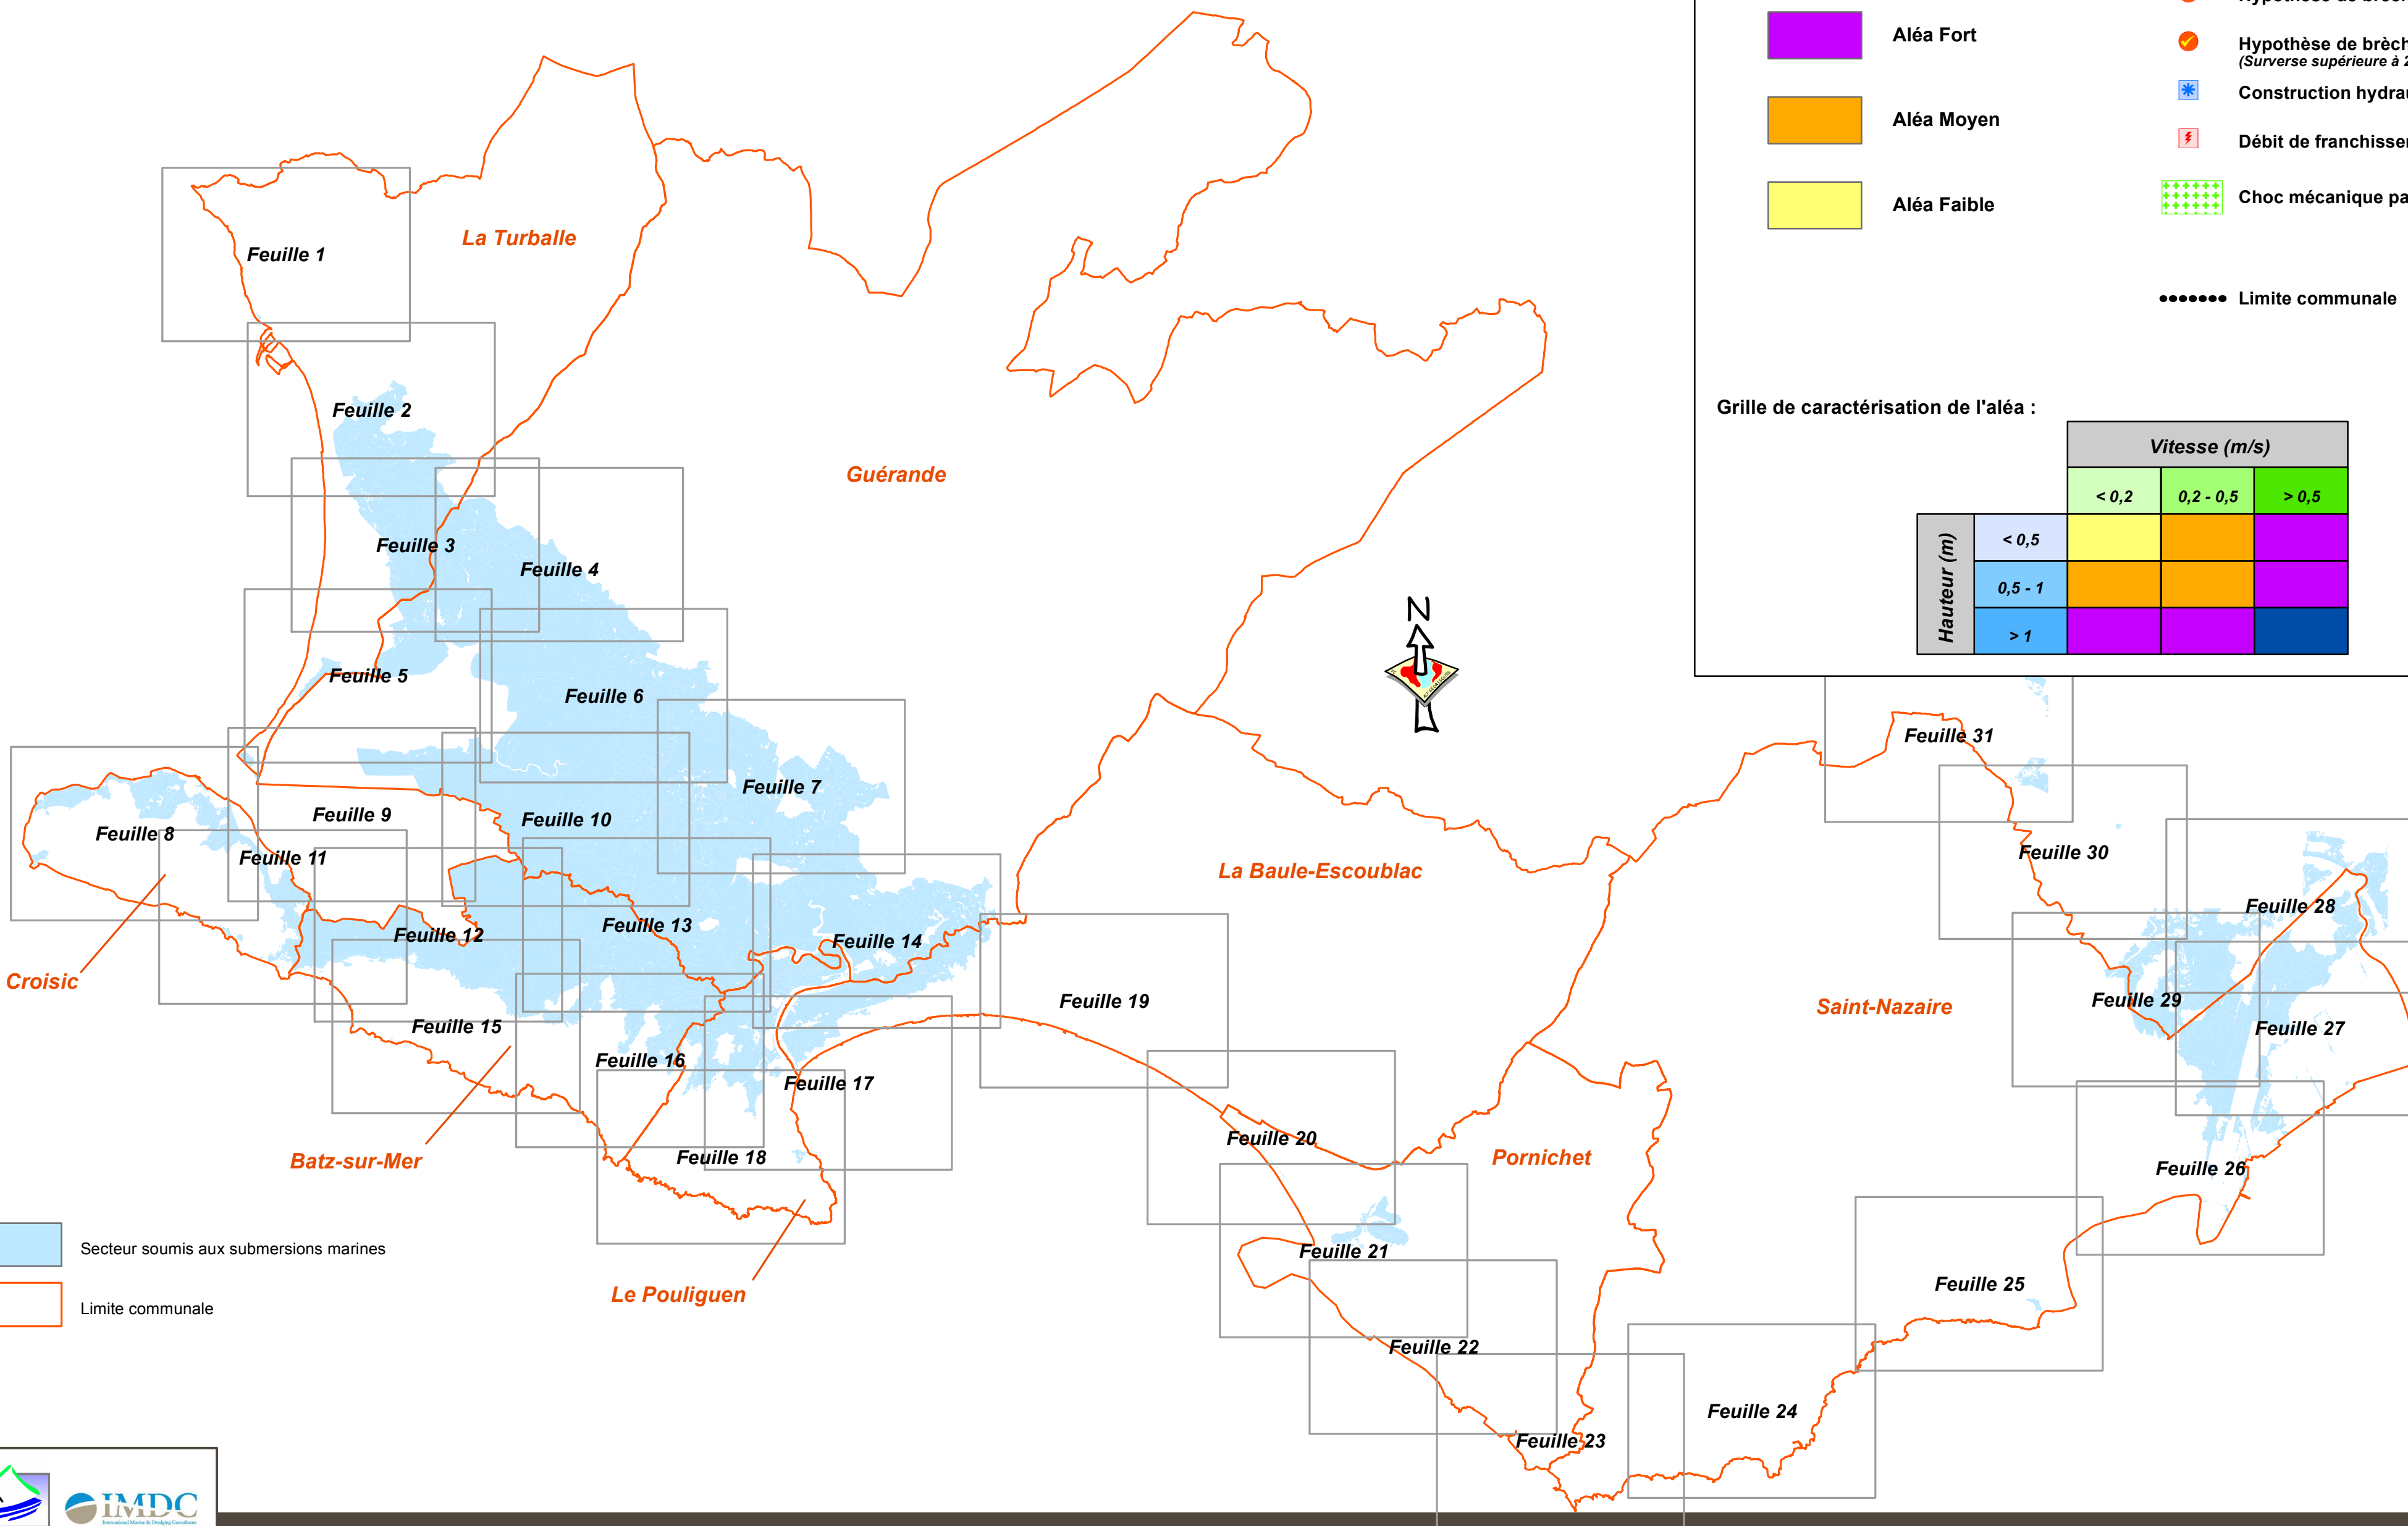 Aléa Fort
Aléa Moyen
Aléa Faible
Hypothèse de
Hypothèse de
(Surverse supérieure à
Construction
Débit de
Choc mécanique
Limite communale
Grille de caractérisation de l'aléa :
Vitesse (m/s)
< 0,2
0,2 - 0,5
> 0,5
Hauteur (m)
< 0,5
0,5 - 1
> 1
N
La Turballe
Guérande
La Baule-Escoublac
Saint-Nazaire
Pornichet
Croisic
Batz-sur-Mer
Le Pouliguen
Feuille 1
Feuille 2
Feuille 3
Feuille 4
Feuille 5
Feuille 6
Feuille 7
Feuille 8
Feuille 9
Feuille 10
Feuille 11
Feuille 12
Feuille 13
Feuille 14
Feuille 15
Feuille 16
Feuille 17
Feuille 18
Feuille 19
Feuille 20
Feuille 21
Feuille 22
Feuille 23
Feuille 24
Feuille 25
Feuille 26
Feuille 27
Feuille 28
Feuille 29
Feuille 30
Feuille 31
Secteur soumis aux submersions marines
Limite communale
IMDC
International Marine & Dredging Consultants